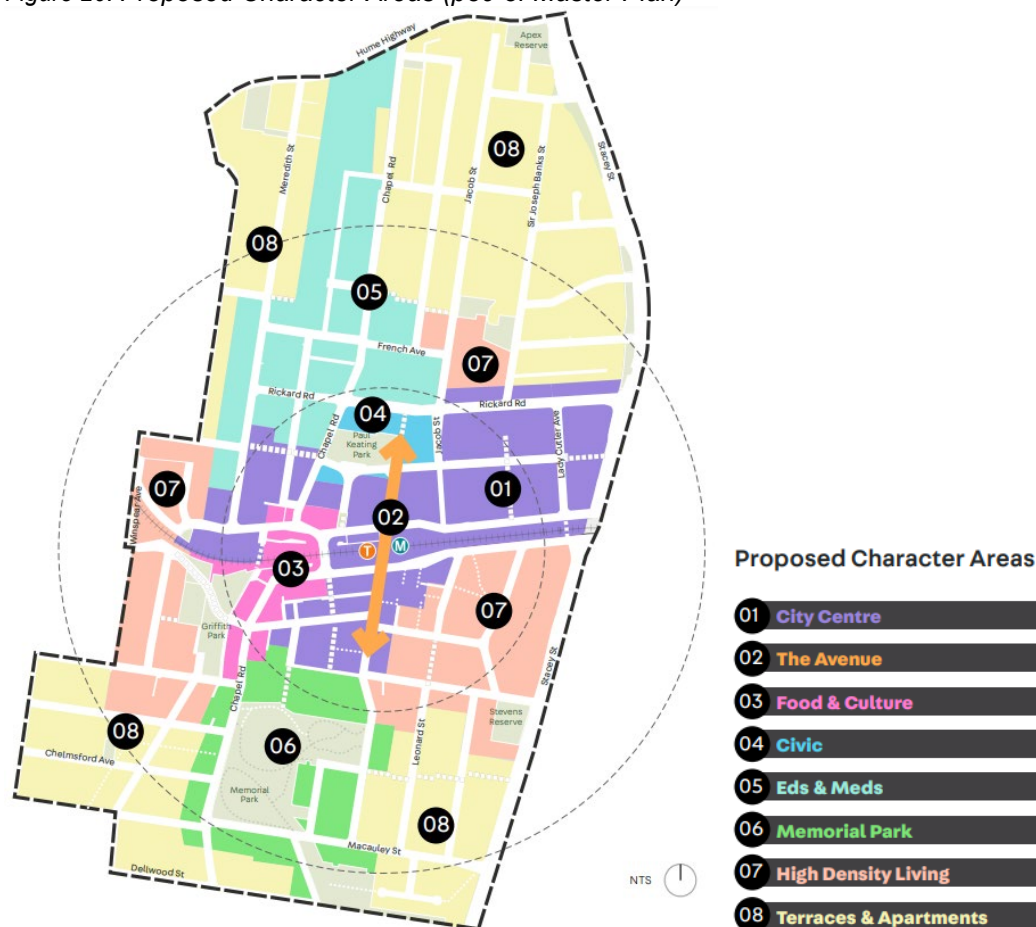 Figure 20: Proposed Character Areas (p60 of Master Plan)
Hume Highway
Apex
Reserve
08
Stacey St
Meredith St
Chapel Rd
Jacob St
Sir Joseph Banks St
08
05
French Ave
07
Rickard Rd
04
Rickard Rd
Chapel Rd
Paul
Keating
Park
Jacob St
Lady Cutler Ave
07
01
Winspear Ave
02
T
M
03
07
Griffith
Park
Chapel Rd
Stacey St
08
06
Leonard St
Stevens
Reserve
Chelmsford Ave
Memorial
Park
08
Macauley St
Dellwood St
NTS
Proposed Character Areas
01 City Centre
02 The Avenue
03 Food & Culture
04 Civic
05 Eds & Meds
06 Memorial Park
07 High Density Living
08 Terraces & Apartments